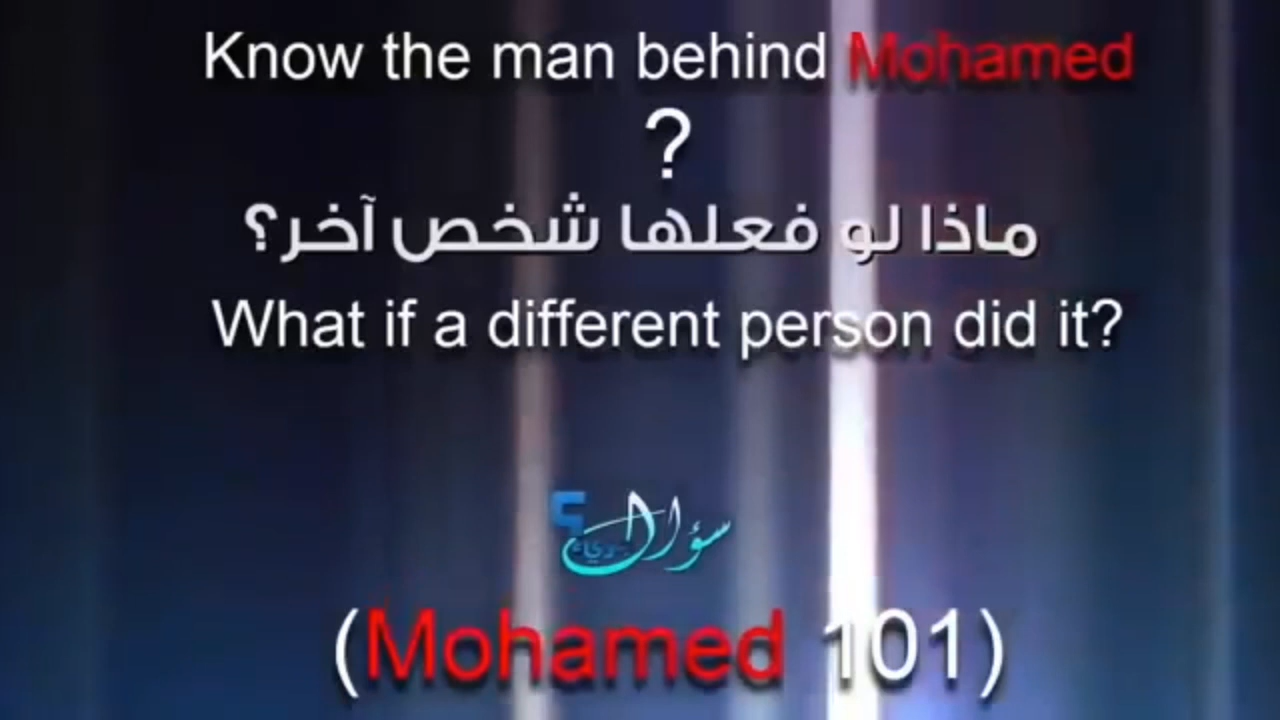 Know the man behind Mohamed
?
ماذا لو فعلها شخص آخر؟
What if a different person did it?
سؤال جريء
(Mohamed 101)